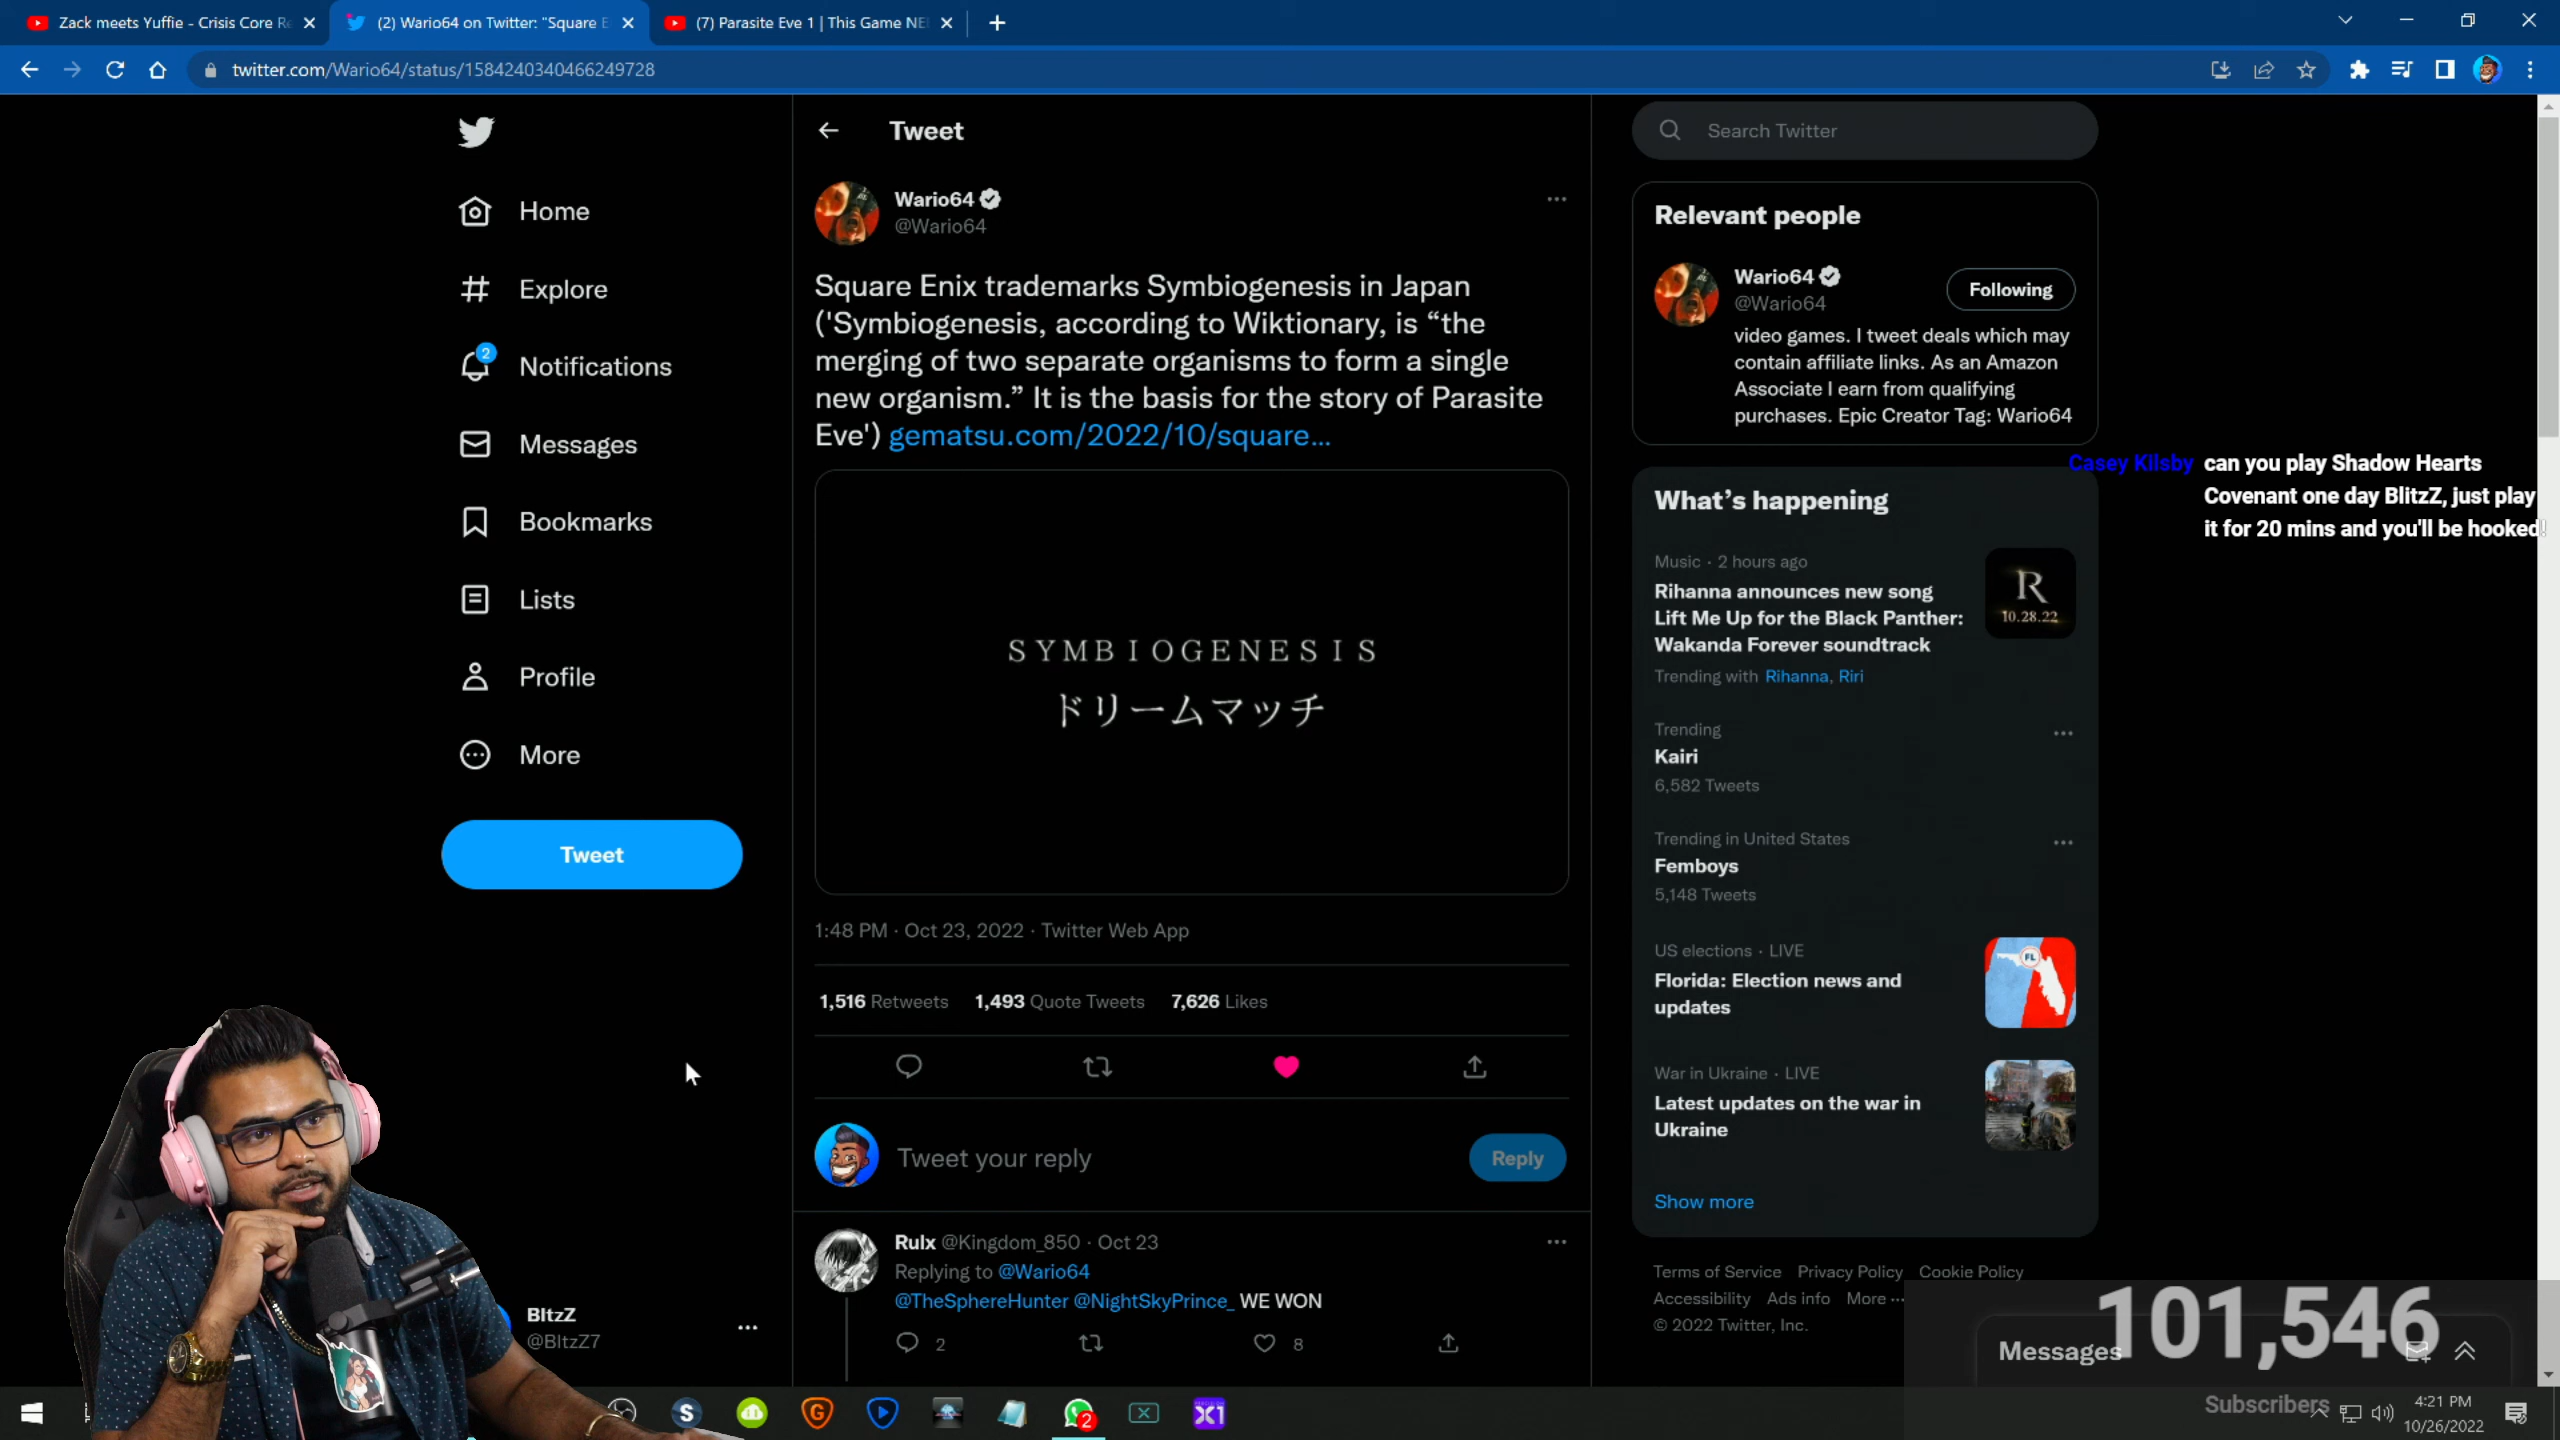 Zack meets Yuffie - Crisis Core Re
(2) Wario64 on Twitter: "Square E
(7) Parasite Eve 1 | This Game NE
twitter.com/Wario64/status/1584240340466249728
Home
Explore
2
Notifications
Messages
Bookmarks
Lists
Profile
More
Tweet
BltzZ
@BltzZ7
Tweet
Wario64
@Wario64
Square Enix trademarks Symbiogenesis in Japan
('Symbiogenesis, according to Wiktionary, is “the
merging of two separate organisms to form a single
new organism.” It is the basis for the story of Parasite
Eve') gematsu.com/2022/10/square...
SYMBIOGENESIS
ドリームマッチ
1:48 PM · Oct 23, 2022 · Twitter Web App
1,516 Retweets 1,493 Quote Tweets 7,626 Likes
Tweet your reply
Reply
Rulx @Kingdom_850 · Oct 23
Replying to @Wario64
@TheSphereHunter @NightSkyPrince_ WE WON
2 8
Search Twitter
Relevant people
Wario64
@Wario64
Following
video games. I tweet deals which may
contain affiliate links. As an Amazon
Associate I earn from qualifying
purchases. Epic Creator Tag: Wario64
What’s happening
Music · 2 hours ago
Rihanna announces new song
Lift Me Up for the Black Panther:
Wakanda Forever soundtrack
Trending with Rihanna, Riri
R
10.28.22
Trending
Kairi
6,582 Tweets
Trending in United States
Femboys
5,148 Tweets
US elections · LIVE
Florida: Election news and
updates
FL
War in Ukraine · LIVE
Latest updates on the war in
Ukraine
Show more
Terms of Service Privacy Policy Cookie Policy
Accessibility Ads info More ...
© 2022 Twitter, Inc.
Casey Kilsby can you play Shadow Hearts
Covenant one day BlitzZ, just play
it for 20 mins and you'll be hooked!
Messages
101,546
Subscribers
S
G
2
X1
4:21 PM
10/26/2022